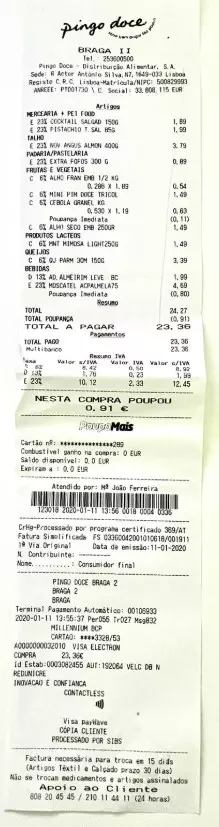 pingo doce
BRAGA II
Tel.: 253600500
Pingo Doce - Distribuição Alimentar, S.A.
Sede: R Actor António Silva,N7,1649-033 Lisboa
Registo C.R.C. Lisboa-Matrícula/NIPC: 500829993
ANREEE: PT001730 \ C. Social: 33.808.115 EUR
Artigos
MERCEARIA + PET FOOD
E 23% COCKTAIL SALGAD 150G 1,89
E 23% PISTACHIO T.SAL 85G 1,99
TALHO
E 23% NOV ANGUS ALMON 400G 3,79
PADARIA/PASTELARIA
E 23% EXTRA FOFOS 300 G 0,89
FRUTAS E VEGETAIS
C 6% ALHO FRAN EMB 1/2 KG
0,286 X 1,89 0,54
C 6% MINI PIM DOCE TRICOL 1,49
C 6% CEBOLA GRANEL KG
0,530 X 1,19 0,63
Poupança Imediata (0,11)
C 6% ALHO SECO EMB 250GR 1,49
PRODUTOS LACTEOS
C 6% MNT MIMOSA LIGHT250G 1,49
QUEIJOS
C 6% QJ PARM 30M 150G 3,39
BEBIDAS
D 13% AD.ALMEIRIM LEVE BC 1,99
E 23% MOSCATEL ACPALMELA75 4,69
Poupança Imediata (0,80)
Resumo
TOTAL 24,27
TOTAL POUPANÇA (0,91)
TOTAL A PAGAR 23,36
Pagamentos
TOTAL PAGO 23,36
Multibanco 23,36
Resumo IVA
Taxa Valor s/IVA Valor IVA Valor c/IVA
C 6% 8,42 0,50 8,92
D 13% 1,76 0,23 1,99
E 23% 10,12 2,33 12,45
NESTA COMPRA POUPOU
0,91 €
PoupaMais
Cartão nº: **************289
Combustível ganho na compra: 0 EUR
Saldo disponível: 0,0 EUR
Expiram a : 0,0 EUR
Atendido por: Mª João Ferreira
123018 2020-01-11 13:56 0018 0004 0336
CrHg-Processado por programa certificado 369/AT
Fatura Simplificada FS 0336004200101061B/001911
1ª Via Original Data de emissão:11-01-2020
N. Contribuinte: --------
Nome.........: Consumidor final
PINGO DOCE BRAGA 2
BRAGA 2
BRAGA
Terminal Pagamento Automático: 00106933
2020-01-11 13:55:37 Per055 Tr027 Msg832
MILLENNIUM BCP
CARTAO: ****3328/53
A0000000032010 VISA ELECTRON
COMPRA 23,36€
Id Estab:0003082455 AUT:192064 VELC DB N
REDUNICRE
INOVACAO E CONFIANCA
CONTACTLESS
Visa payWave
COPIA CLIENTE
PROCESSADO POR SIBS
Factura necessária para troca em 15 dias
(Artigos Têxtil e Calçado prazo 30 dias)
Não se trocam medicamentos e artigos assinalados
Apoio ao Cliente
808 20 45 45 / 210 11 44 11 (24 horas)